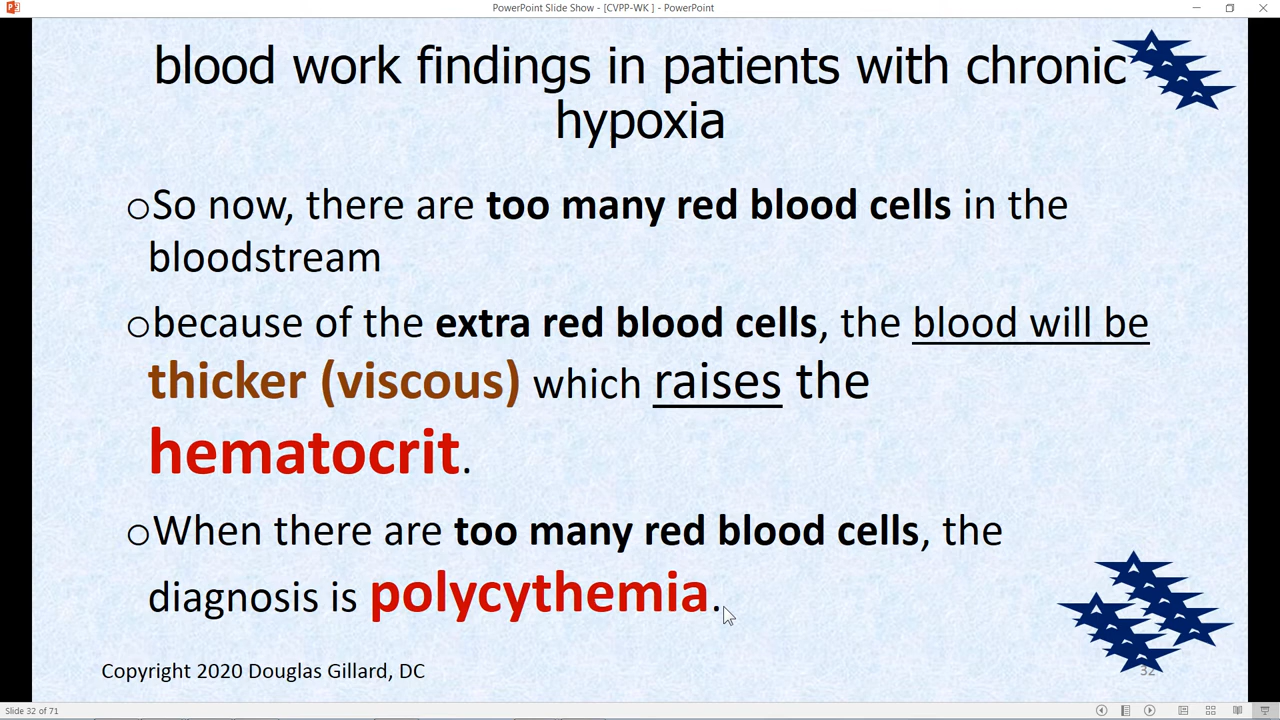 PowerPoint Slide Show - [CVPP-WK ] - PowerPoint
blood work findings in patients with chronic
hypoxia
oSo now, there are too many red blood cells in the
bloodstream
obecause of the extra red blood cells, the blood will be
thicker (viscous) which raises the
hematocrit.
oWhen there are too many red blood cells, the
diagnosis is polycythemia.
Copyright 2020 Douglas Gillard, DC
32
Slide 32 of 71